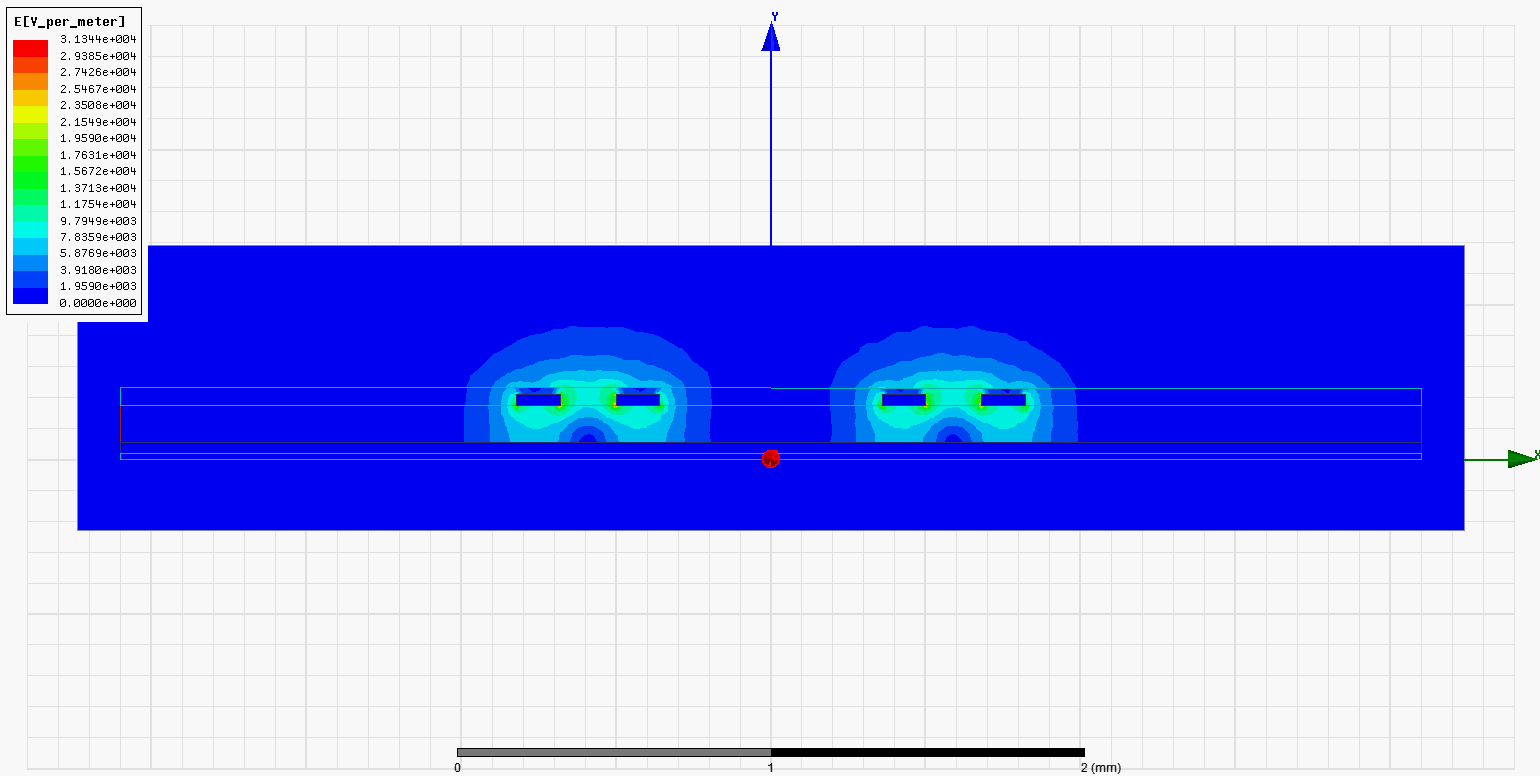 E[V_per_meter]
3.1344e+004
2.9385e+004
2.7426e+004
2.5467e+004
2.3508e+004
2.1549e+004
1.9590e+004
1.7631e+004
1.5672e+004
1.3713e+004
1.1754e+004
9.7949e+003
7.8359e+003
5.8769e+003
3.9180e+003
1.9590e+003
0.0000e+000
Y
X
0 1 2 (mm)